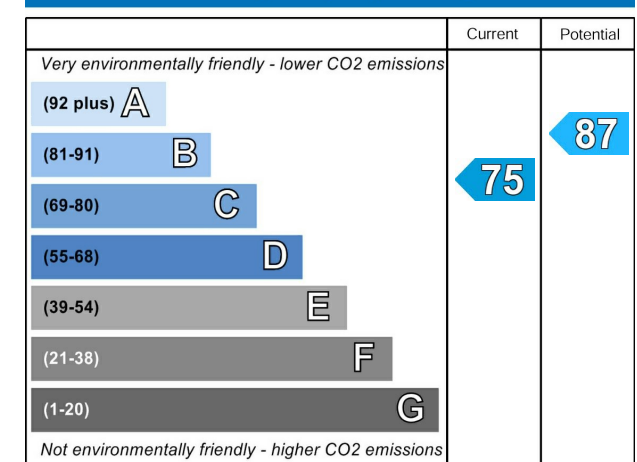 Current Potential
Very environmentally friendly - lower CO2 emissions
(92 plus) A
(81-91) B
87
(69-80) C
75
(55-68) D
(39-54) E
(21-38) F
(1-20) G
Not environmentally friendly - higher CO2 emissions